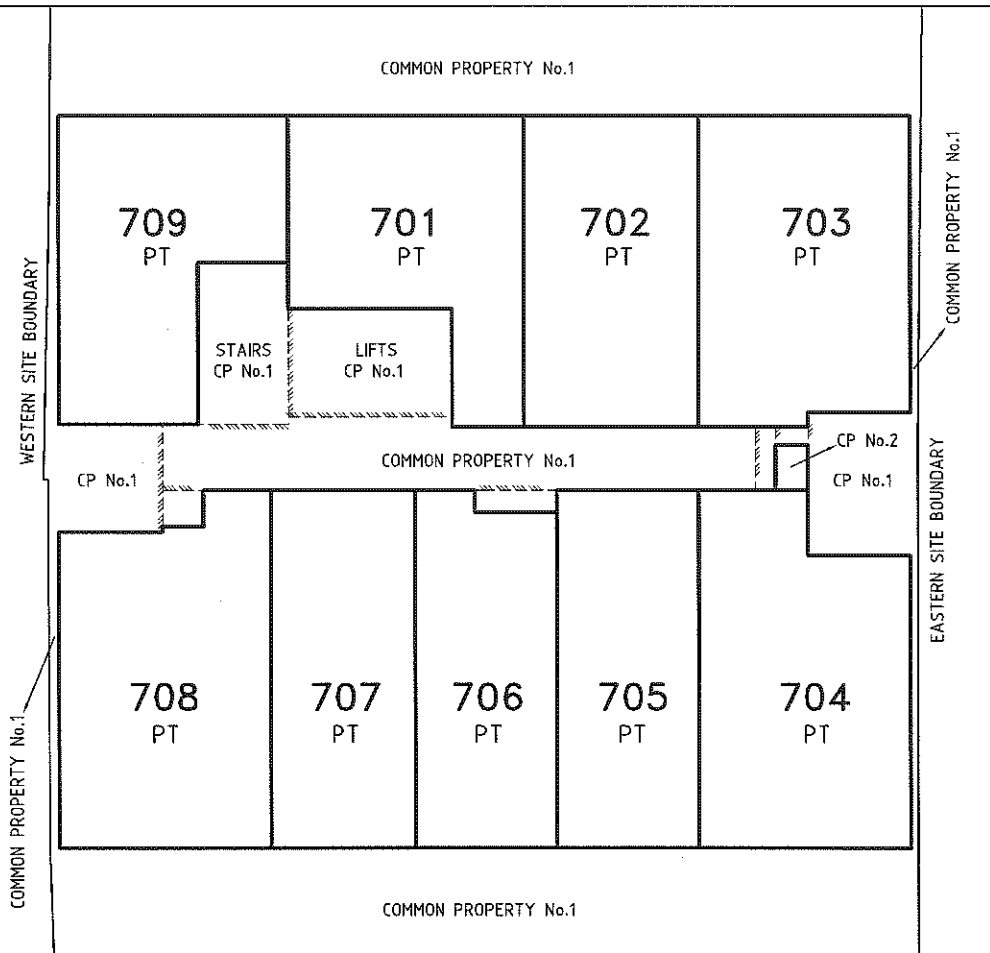 COMMON PROPERTY No.1
709
PT
701
PT
702
PT
703
PT
COMMON PROPERTY No.1
WESTERN SITE BOUNDARY
STAIRS
CP No.1
LIFTS
CP No.1
CP No.2
COMMON PROPERTY No.1
CP No.1
CP No.1
EASTERN SITE BOUNDARY
708
PT
707
PT
706
PT
705
PT
704
PT
COMMON PROPERTY No.1
COMMON PROPERTY No.1